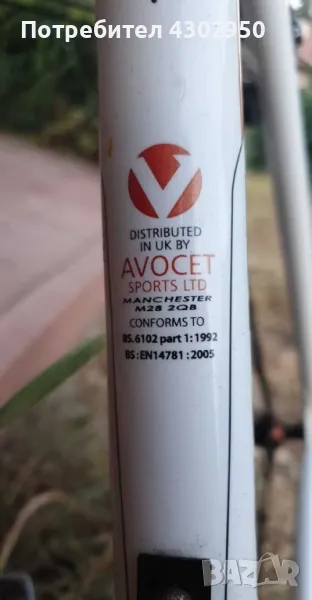 Потребител 4302950
V
DISTRIBUTED
IN UK BY
AVOCET
SPORTS LTD
MANCHESTER
M28 2QB
CONFORMS TO
BS.6102 part 1:1992
BS:EN14781:2005
BAZAR